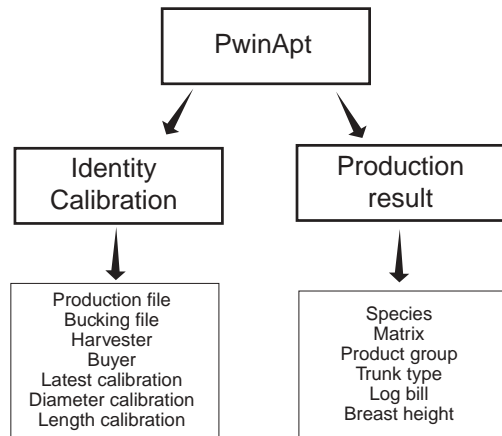 PwinApt
Identity
Calibration
Production
result
Production file
Bucking file
Harvester
Buyer
Latest calibration
Diameter calibration
Length calibration
Species
Matrix
Product group
Trunk type
Log bill
Breast height